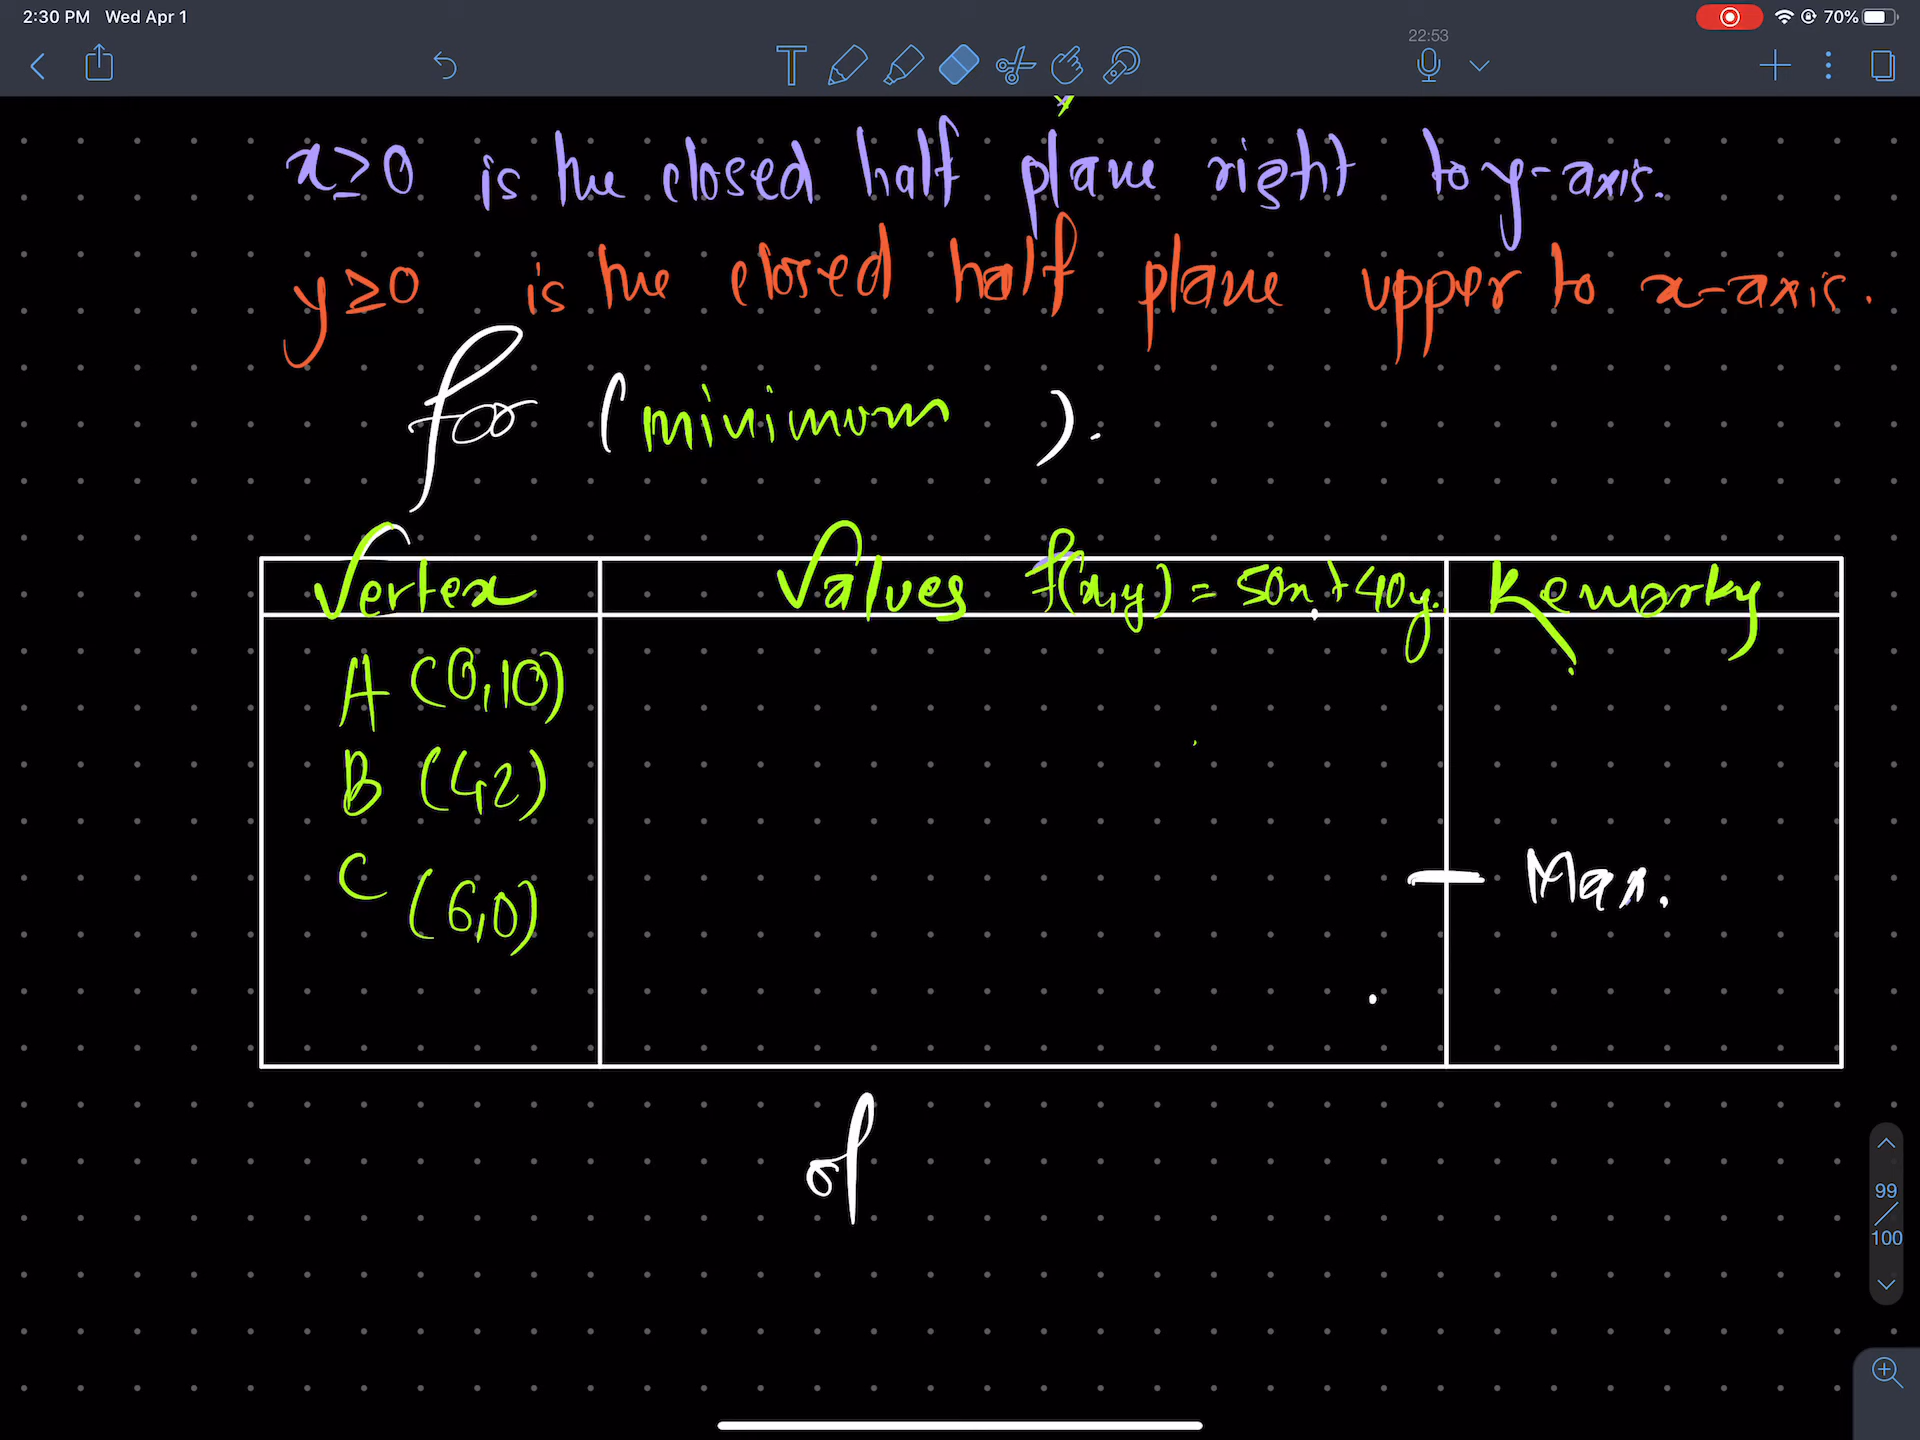 2:30 PM Wed Apr 1
70%
22:53
x≥0 is the closed half plane right to y-axis.
y≥0 is the closed half plane upper to x-axis.
for (minimum ).
Vertex Values f(x,y) = 50x+40y. Remarks
A (0,10)
B (4,2)
C (6,0)
Max.
of
99
100